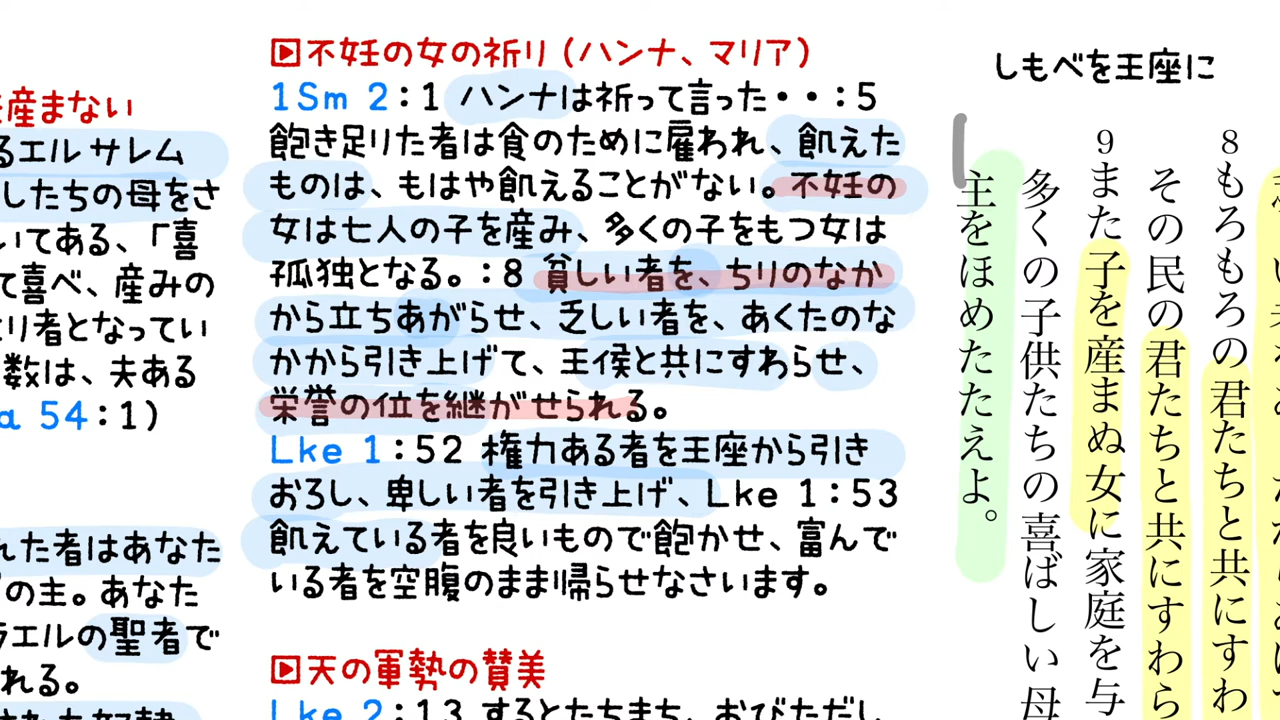 を産まない
るエルサレム
したちの母をさ
いてある、「喜
て喜べ、産みの
とり者となってい
数は、夫ある
a 54:1)
れた者はあなた
の主。あなた
ラエルの聖者で
れる。
▶不妊の女の祈り(ハンナ、マリア)
1Sm 2:1 ハンナは祈って言った・・:5
飽き足りた者は食のために雇われ、飢えた
ものは、もはや飢えることがない。不妊の
女は七人の子を産み、多くの子をもつ女は
孤独となる。:8 貧しい者を、ちりのなか
から立ちあがらせ、乏しい者を、あくたのな
かから引き上げて、王侯と共にすわらせ、
栄誉の位を継がせられる。
Lke 1:52 権力ある者を王座から引き
おろし、卑しい者を引き上げ、Lke 1:53
飢えている者を良いもので飽かせ、富んで
いる者を空腹のまま帰らせなさいます。
▶天の軍勢の賛美
Lke 2:13 するとたちまち、おびただし
しもべを王座に
8もろもろの君たちと共にすわ
その民の君たちと共にすわら
9また子を産まぬ女に家庭を与
多くの子供たちの喜ばしい母
主をほめたたえよ。